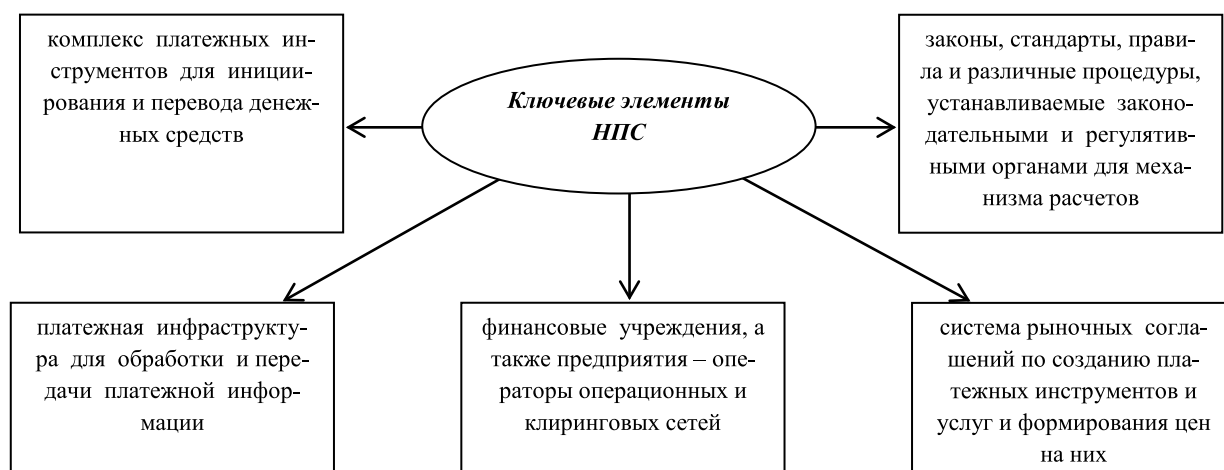 комплекс платежных ин-
струментов для иниции-
рования и перевода денеж-
ных средств
Ключевые элементы
НПС
законы, стандарты, прави-
ла и различные процедуры,
устанавливаемые законо-
дательными и регулятив-
ными органами для меха-
низма расчетов
платежная инфраструкту-
ра для обработки и пере-
дачи платежной инфор-
мации
финансовые учреждения, а
также предприятия – опе-
раторы операционных и
клиринговых сетей
система рыночных согла-
шений по созданию пла-
тежных инструментов и
услуг и формирования цен
на них